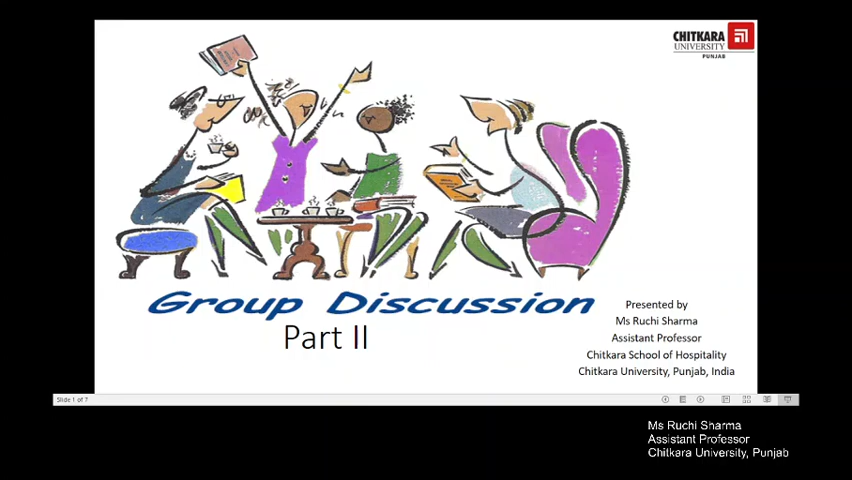 CHITKARA
UNIVERSITY
PUNJAB
Group Discussion
Part II
Presented by
Ms Ruchi Sharma
Assistant Professor
Chitkara School of Hospitality
Chitkara University, Punjab, India
Slide 1 of 7
Ms Ruchi Sharma
Assistant Professor
Chitkara University, Punjab